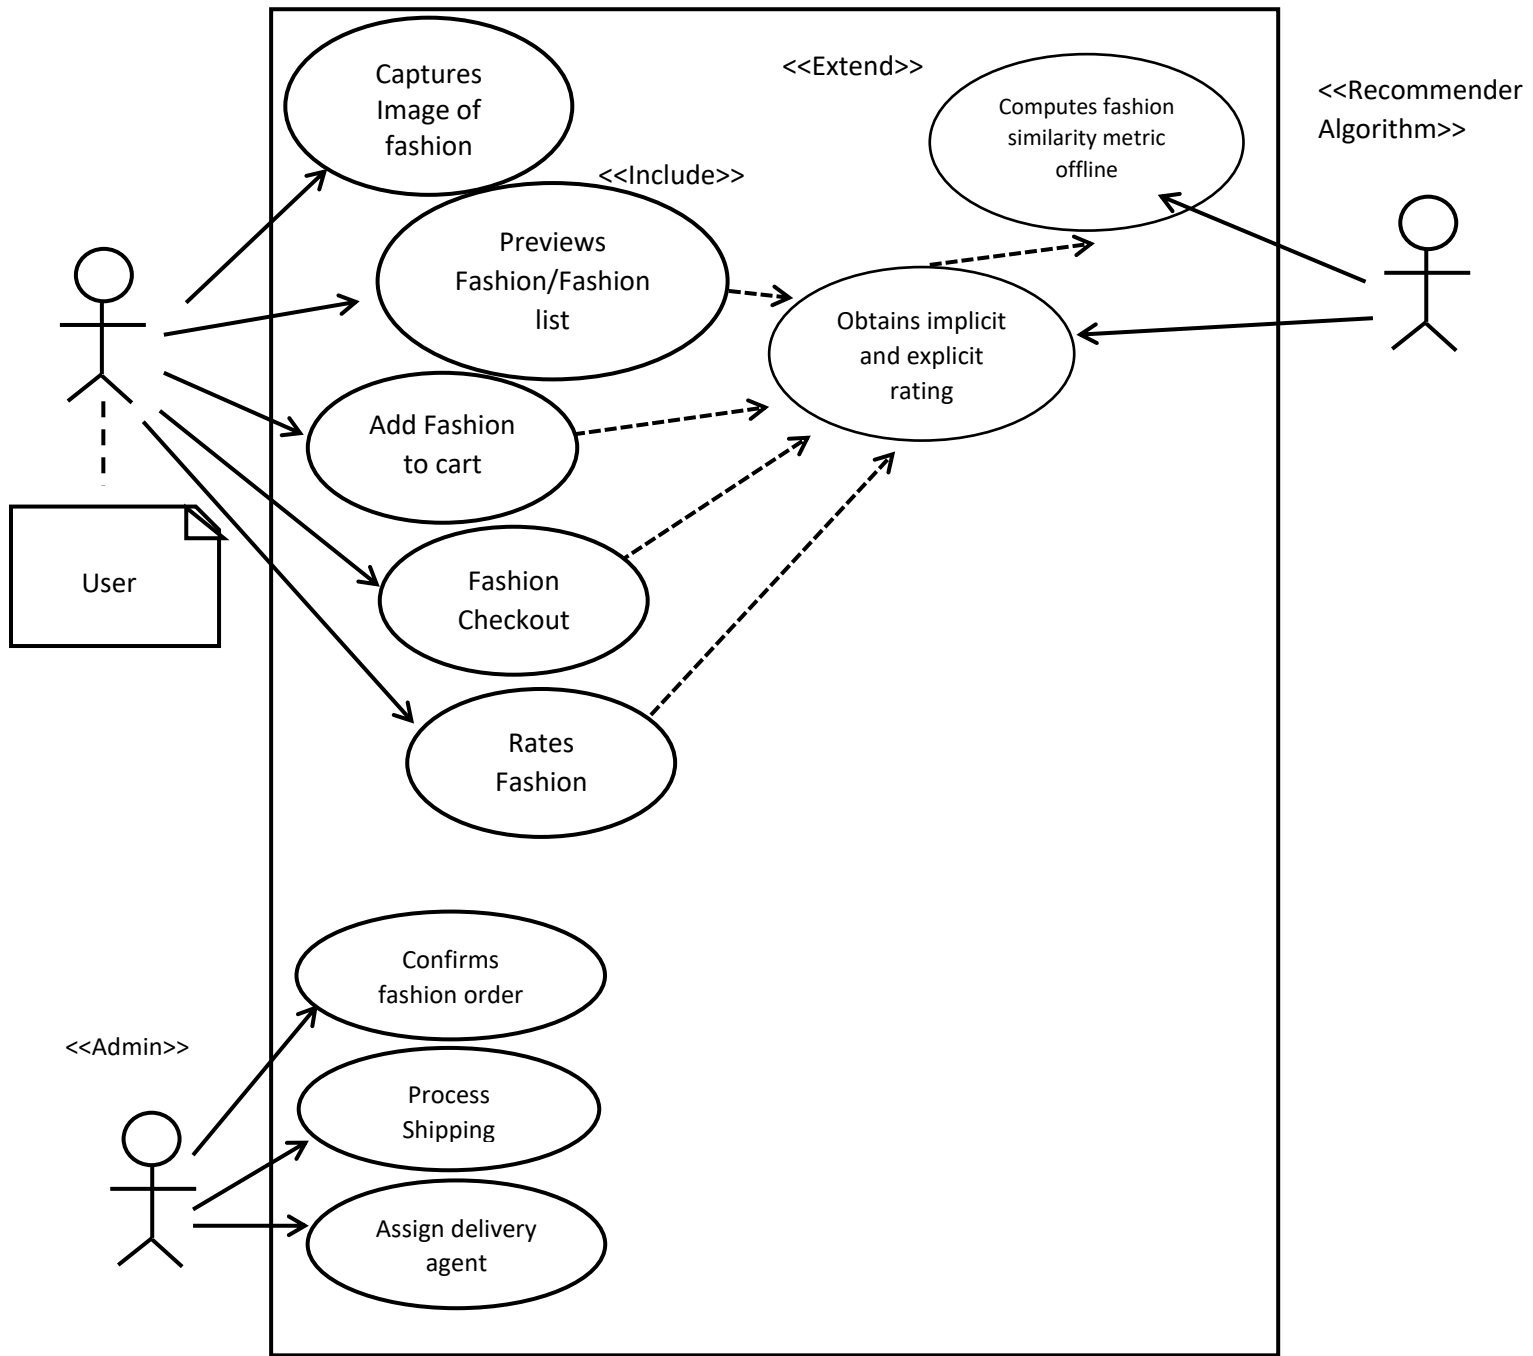 Captures
Image of
fashion
<<Extend>>
Computes fashion
similarity metric
offline
<<Recommender
Algorithm>>
<<Include>>
Previews
Fashion/Fashion
list
Obtains implicit
and explicit
rating
Add Fashion
to cart
User
Fashion
Checkout
Rates
Fashion
Confirms
fashion order
<<Admin>>
Process
Shipping
Assign delivery
agent